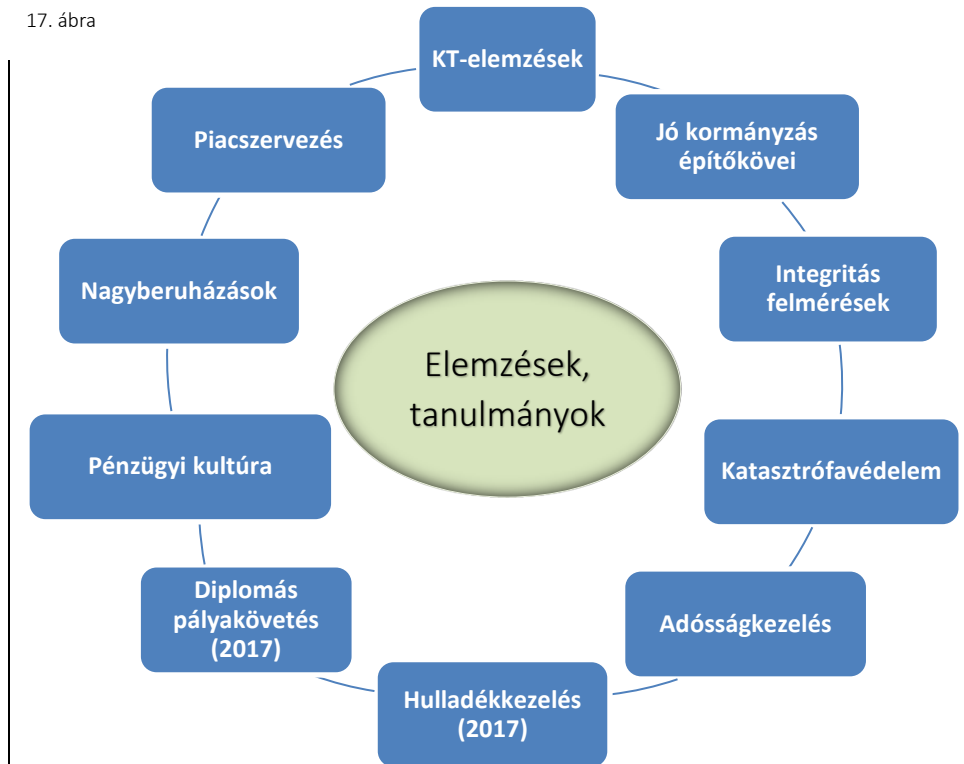 17. ábra
KT-elemzések
Jó kormányzás
építőkövei
Integritás
felmérések
Katasztrófavédelem
Adósságkezelés
Hulladékkezelés
(2017)
Diplomás
pályakövetés
(2017)
Pénzügyi kultúra
Nagyberuházások
Piacszervezés
Elemzések,
tanulmányok